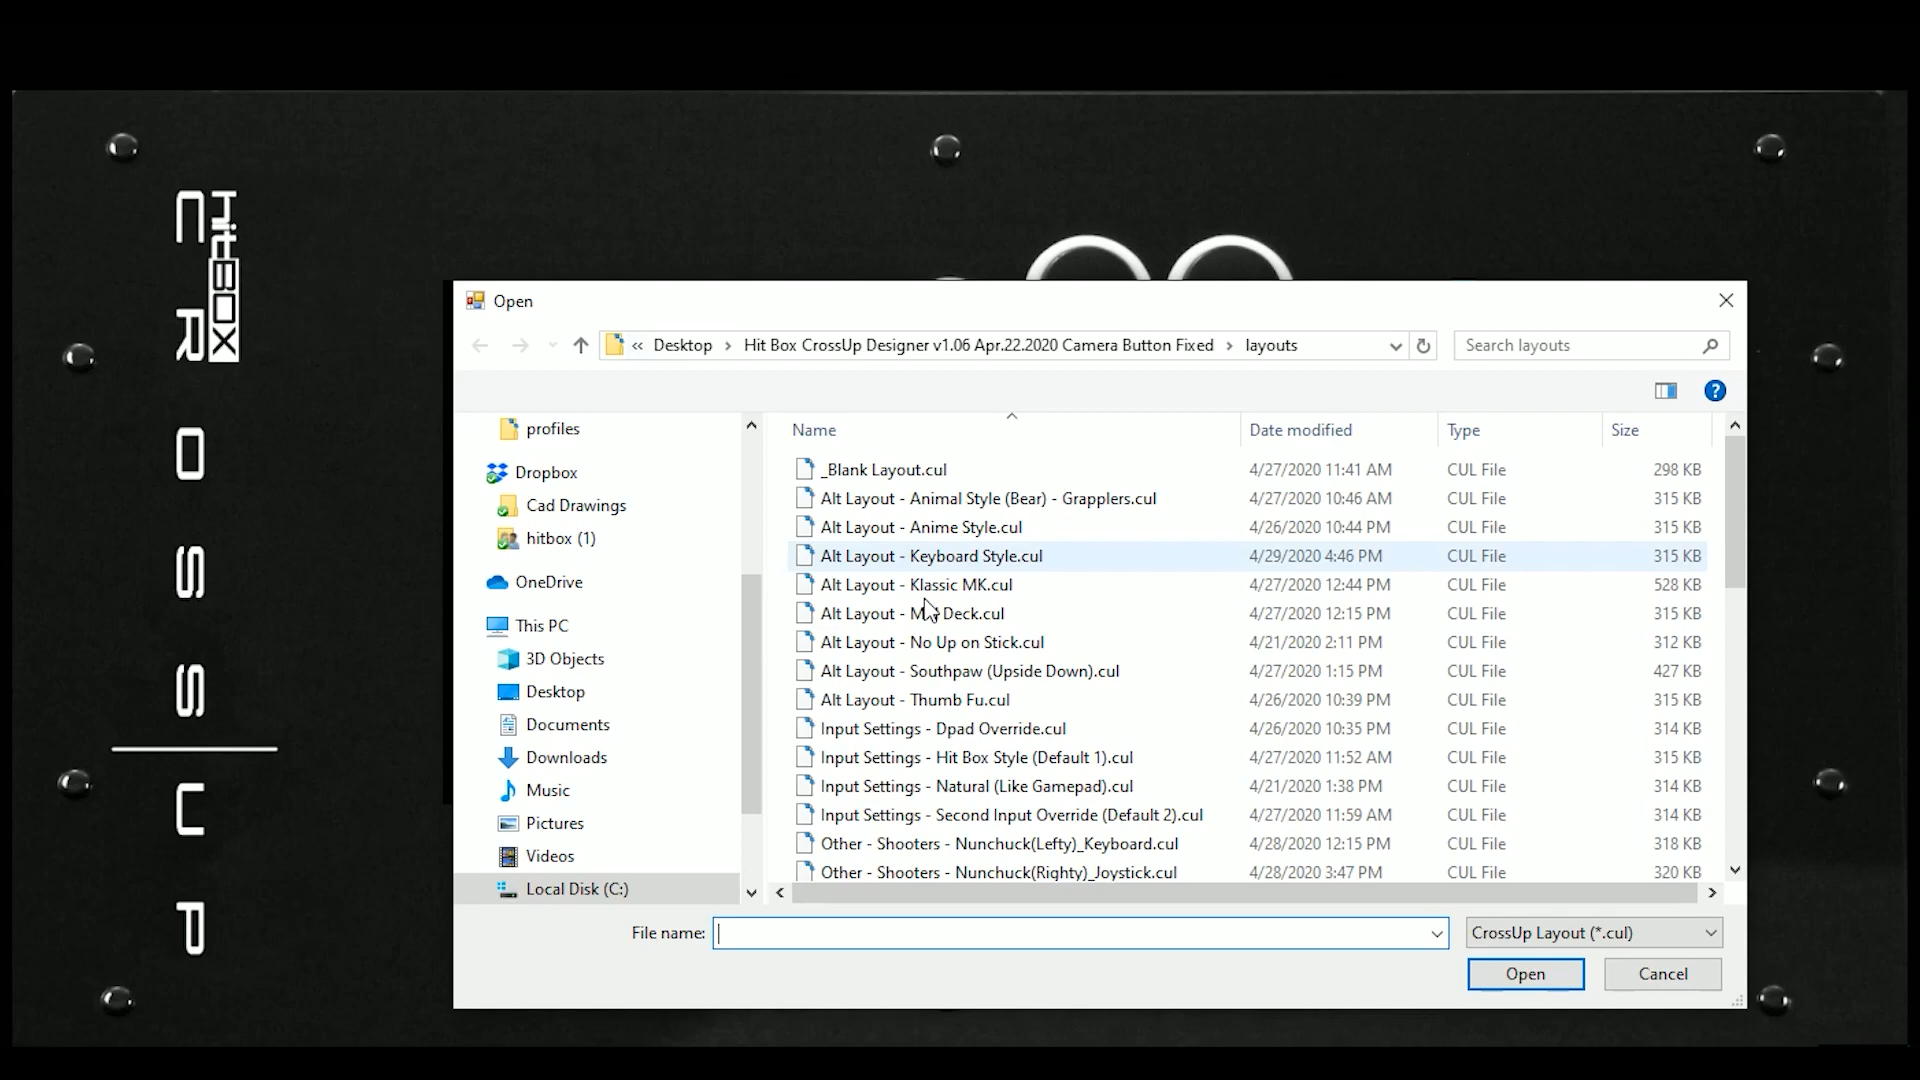 hitBOX
CROSS|UP
Open
« Desktop › Hit Box CrossUp Designer v1.06 Apr.22.2020 Camera Button Fixed › layouts
Search layouts
profiles
Dropbox
Cad Drawings
hitbox (1)
OneDrive
This PC
3D Objects
Desktop
Documents
Downloads
Music
Pictures
Videos
Local Disk (C:)
Name Date modified Type Size
_Blank Layout.cul 4/27/2020 11:41 AM CUL File 298 KB
Alt Layout - Animal Style (Bear) - Grapplers.cul 4/27/2020 10:46 AM CUL File 315 KB
Alt Layout - Anime Style.cul 4/26/2020 10:44 PM CUL File 315 KB
Alt Layout - Keyboard Style.cul 4/29/2020 4:46 PM CUL File 315 KB
Alt Layout - Klassic MK.cul 4/27/2020 12:44 PM CUL File 528 KB
Alt Layout - Deck.cul 4/27/2020 12:15 PM CUL File 315 KB
Alt Layout - No Up on Stick.cul 4/21/2020 2:11 PM CUL File 312 KB
Alt Layout - Southpaw (Upside Down).cul 4/27/2020 1:15 PM CUL File 427 KB
Alt Layout - Thumb Fu.cul 4/26/2020 10:39 PM CUL File 315 KB
Input Settings - Dpad Override.cul 4/26/2020 10:35 PM CUL File 314 KB
Input Settings - Hit Box Style (Default 1).cul 4/27/2020 11:52 AM CUL File 315 KB
Input Settings - Natural (Like Gamepad).cul 4/21/2020 1:38 PM CUL File 314 KB
Input Settings - Second Input Override (Default 2).cul 4/27/2020 11:59 AM CUL File 314 KB
Other - Shooters - Nunchuck(Lefty)_Keyboard.cul 4/28/2020 12:15 PM CUL File 318 KB
Other - Shooters - Nunchuck(Righty)_Joystick.cul 4/28/2020 3:47 PM CUL File 320 KB
File name:
CrossUp Layout (*.cul)
Open Cancel